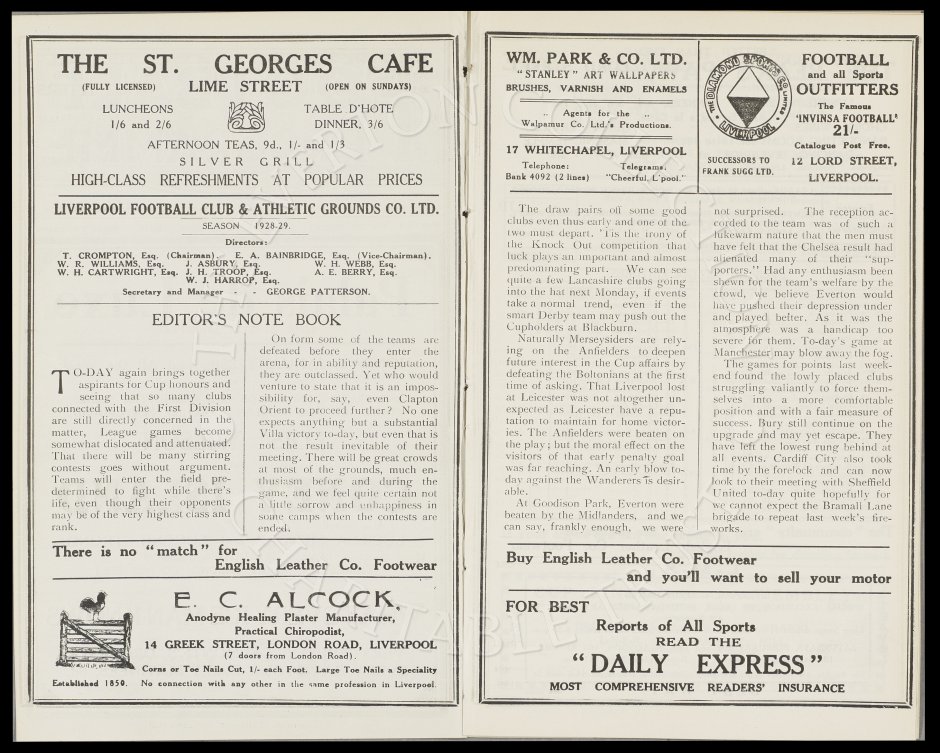 THE ST. GEORGES CAFE
(FULLY LICENSED) LIME STREET (OPEN ON SUNDAYS)
LUNCHEONS TABLE D'HOTE
1/6 and 2/6 DINNER, 3/6
AFTERNOON TEAS, 9d., 1/- and 1/3
SILVER GRILL
HIGH-CLASS REFRESHMENTS AT POPULAR PRICES
LIVERPOOL FOOTBALL CLUB & ATHLETIC GROUNDS CO. LTD.
SEASON 1928-29.
Directors:
T. CROMPTON, Esq. (Chairman). E. A. BAINBRIDGE, Esq. (Vice-Chairman).
W. R. WILLIAMS, Esq. J. ASBURY, Esq. W. H. WEBB, Esq.
W. H. CARTWRIGHT, Esq. J. H. TROOP, Esq. A. E. BERRY, Esq.
W. J. HARROP, Esq.
Secretary and Manager - - GEORGE PATTERSON.
EDITOR'S NOTE BOOK
TO-DAY again brings together
aspirants for Cup honours and
seeing that so many clubs
connected with the First Division
are still directly concerned in the
matter, League games become
somewhat dislocated and attenuated.
That there will be many stirring
contests goes without argument.
Teams will enter the field pre-
determined to fight while there's
life, even though their opponents
may be of the very highest class and
rank.
On form some of the teams are
defeated before they enter the
arena, for in ability and reputation,
they are outclassed. Yet who would
venture to state that it is an impos-
sibility for, say, even Clapton
Orient to proceed further? No one
expects anything but a substantial
Villa victory to-day, but even that is
not the result inevitable of their
meeting. There will be great crowds
at most of the grounds, much en-
thusiasm before and during the
game, and we feel quite certain not
a little sorrow and unhappiness in
some camps when the contests are
ended.
There is no "match" for
English Leather Co. Footwear
E. C. ALCOCK,
Anodyne Healing Plaster Manufacturer,
Practical Chiropodist,
14 GREEK STREET, LONDON ROAD, LIVERPOOL
(7 doors from London Road).
Corns or Toe Nails Cut, 1/- each Foot. Large Toe Nails a Speciality
Established 1850. No connection with any other in the same profession in Liverpool.
WM. PARK & CO. LTD.
"STANLEY" ART WALLPAPERS
BRUSHES, VARNISH AND ENAMELS
.. Agents for the ..
Walpamur Co. Ltd.'s Productions.
17 WHITECHAPEL, LIVERPOOL
Telephone: Telegrams:
Bank 4092 (2 lines) "Cheerful, L'pool."
THE DIAMOND SPORTS CO LIMITED
LIVERPOOL
SUCCESSORS TO
FRANK SUGG LTD.
FOOTBALL
and all Sports
OUTFITTERS
The Famous
'INVINSA FOOTBALL'
21/-
Catalogue Post Free.
12 LORD STREET,
LIVERPOOL.
The draw pairs off some good
clubs even thus early and one of the
two must depart. 'Tis the irony of
the Knock Out competition that
luck plays an important and almost
predominating part. We can see
quite a few Lancashire clubs going
into the hat next Monday, if events
take a normal trend, even if the
smart Derby team may push out the
Cupholders at Blackburn.
Naturally Merseysiders are rely-
ing on the Anfielders to deepen
future interest in the Cup affairs by
defeating the Boltonians at the first
time of asking. That Liverpool lost
at Leicester was not altogether un-
expected as Leicester have a repu-
tation to maintain for home victor-
ies. The Anfielders were beaten on
the play; but the moral effect on the
visitors of that early penalty goal
was far reaching. An early blow to-
day against the Wanderers is desir-
able.
At Goodison Park, Everton were
beaten by the Midlanders, and we
can say, frankly enough, we were
not surprised. The reception ac-
corded to the team was of such a
lukewarm nature that the men must
have felt that the Chelsea result had
alienated many of their "sup-
porters." Had any enthusiasm been
shewn for the team's welfare by the
crowd, we believe Everton would
have pushed their depression under
and played better. As it was the
atmosphere was a handicap too
severe for them. To-day's game at
Manchester may blow away the fog.
The games for points last week-
end found the lowly placed clubs
struggling valiantly to force them-
selves into a more comfortable
position and with a fair measure of
success. Bury still continue on the
upgrade and may yet escape. They
have left the lowest rung behind at
all events. Cardiff City also took
time by the forelock and can now
look to their meeting with Sheffield
United to-day quite hopefully for
we cannot expect the Bramall Lane
brigade to repeat last week's fire-
works.
Buy English Leather Co. Footwear
and you'll want to sell your motor
FOR BEST
Reports of All Sports
READ THE
"DAILY EXPRESS"
MOST COMPREHENSIVE READERS' INSURANCE